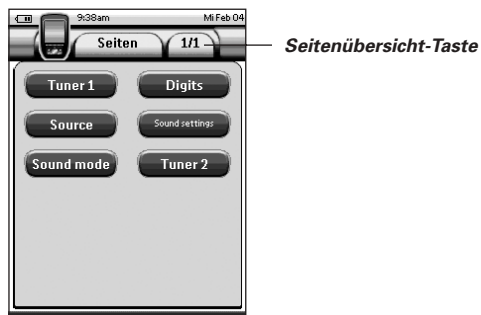 9:38am Mi Feb 04
Seiten 1/1
Seitenübersicht-Taste
Tuner 1 Digits
Source Sound settings
Sound mode Tuner 2